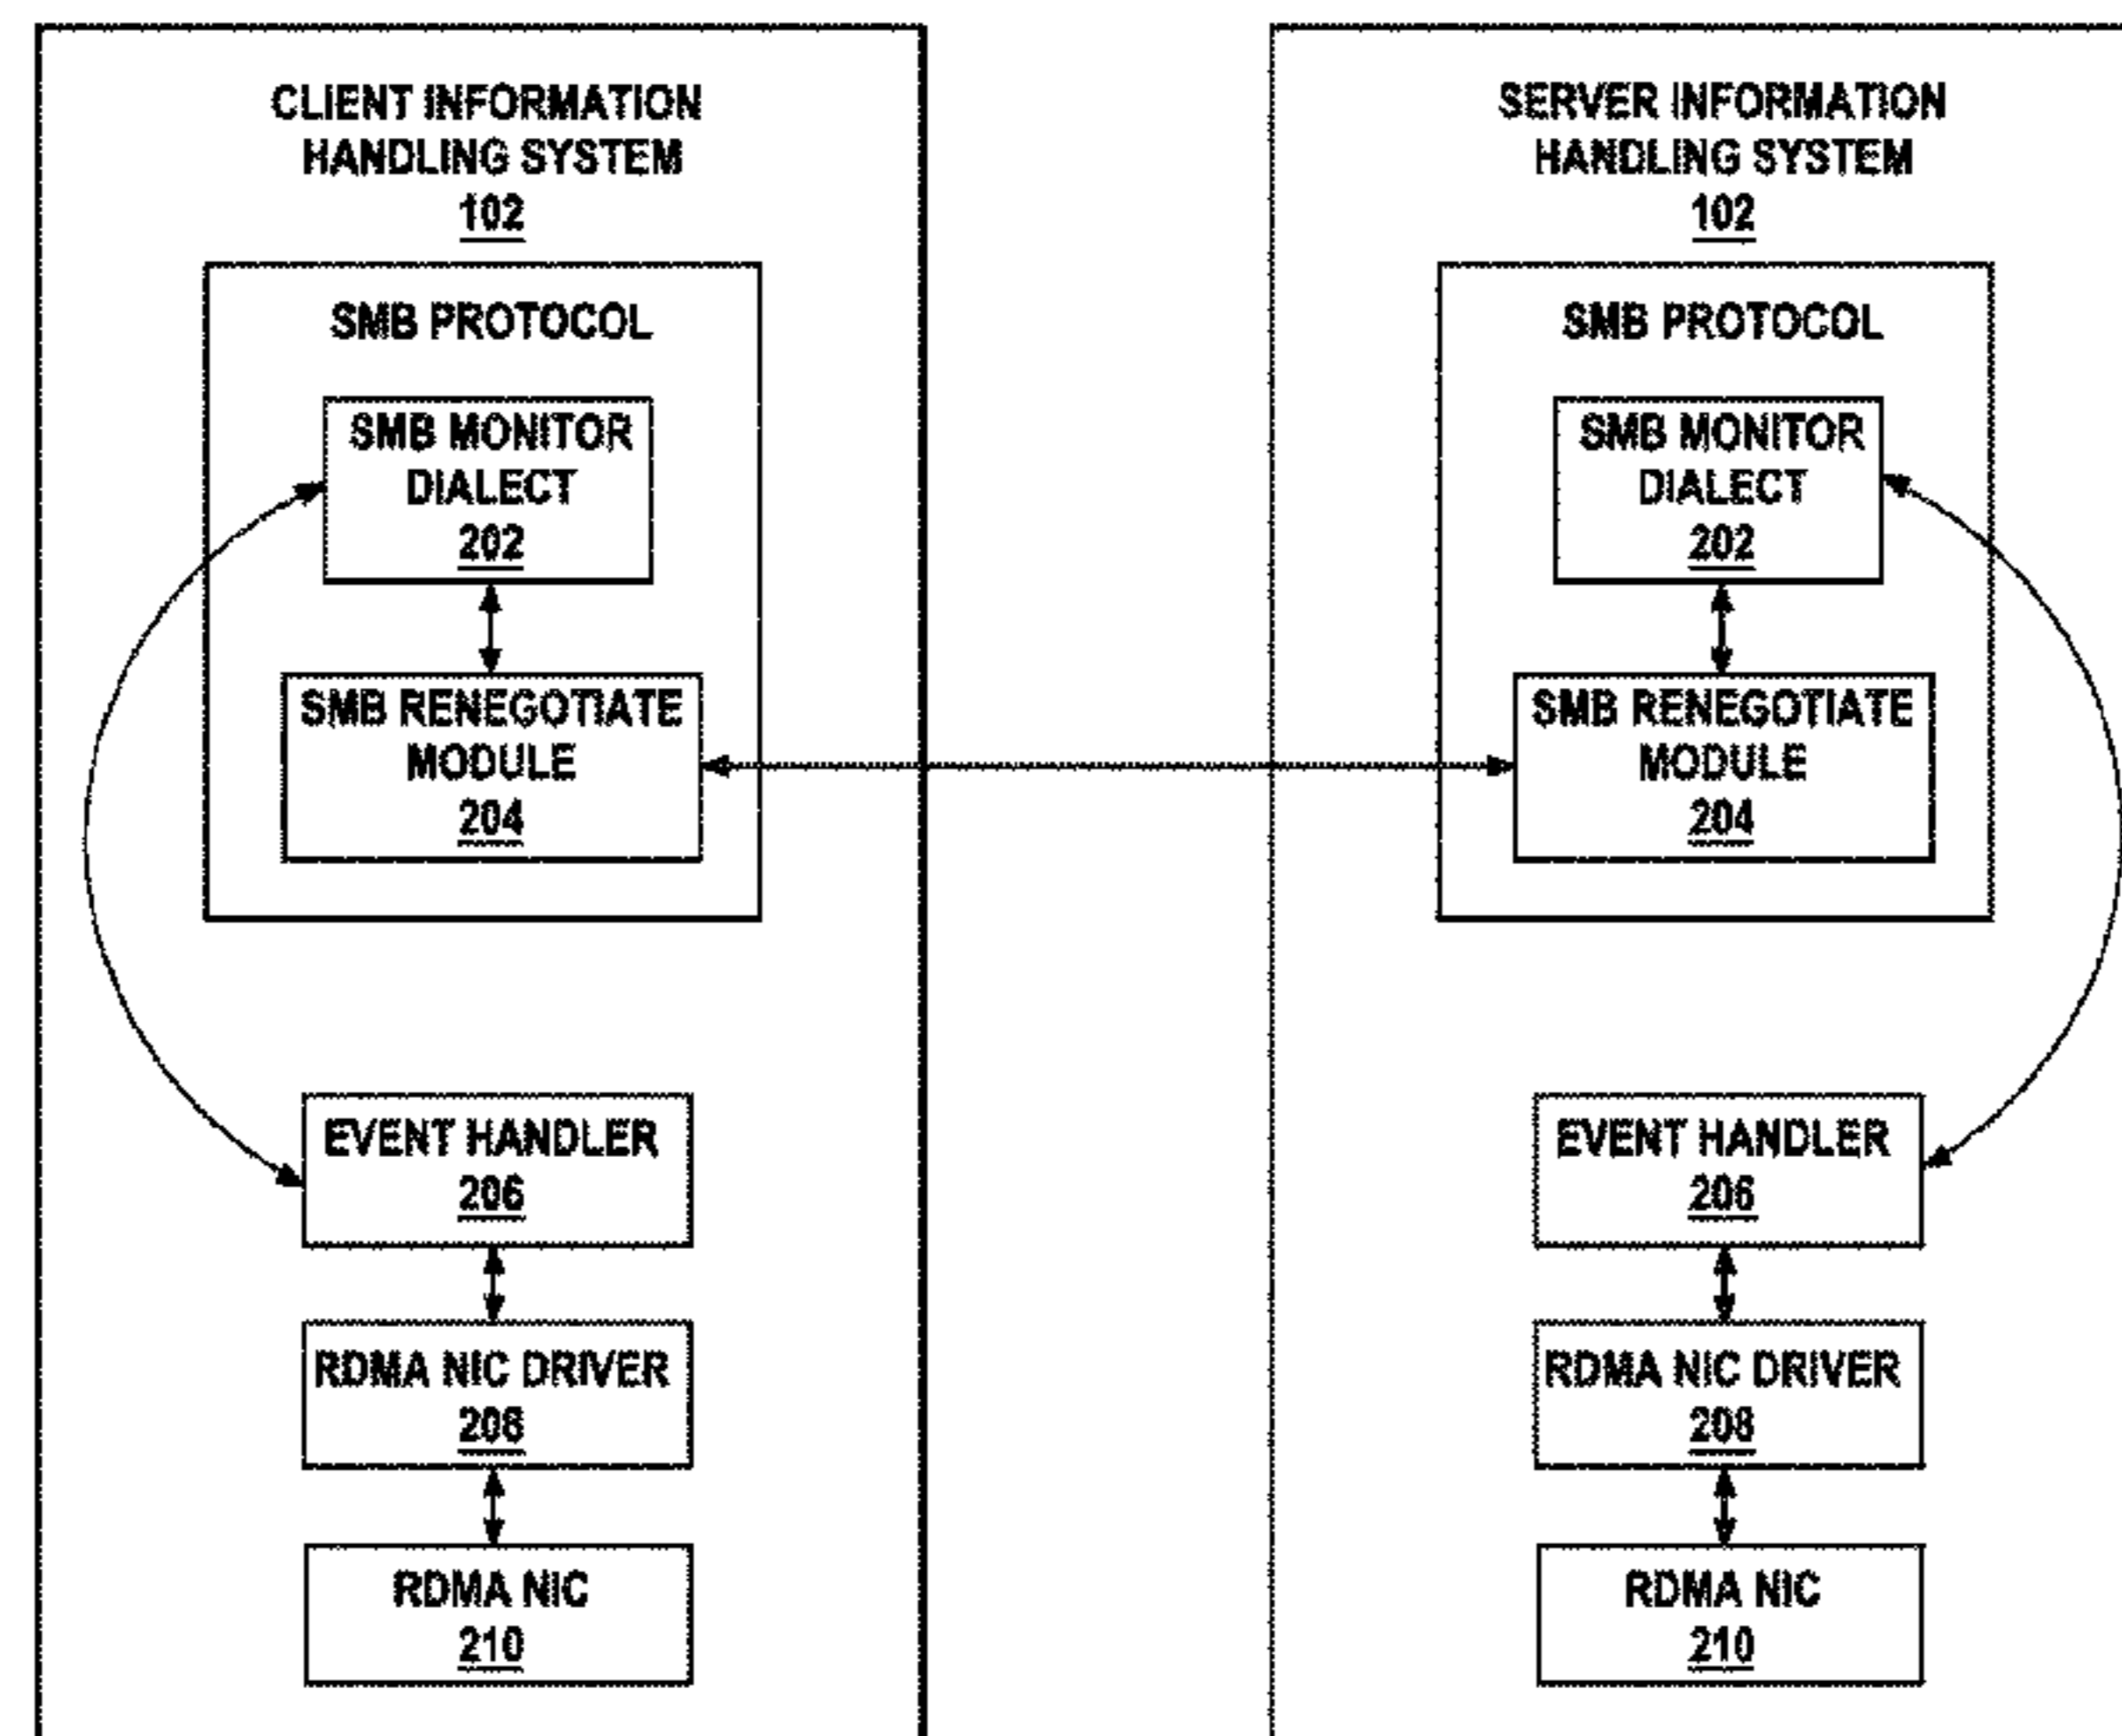 CLIENT INFORMATION
HANDLING SYSTEM
102
SMB PROTOCOL
SMB MONITOR
DIALECT
202
SMB RENEGOTIATE
MODULE
204
EVENT HANDLER
206
RDMA NIC DRIVER
208
RDMA NIC
210
SERVER INFORMATION
HANDLING SYSTEM
102
SMB PROTOCOL
SMB MONITOR
DIALECT
202
SMB RENEGOTIATE
MODULE
204
EVENT HANDLER
206
RDMA NIC DRIVER
208
RDMA NIC
210